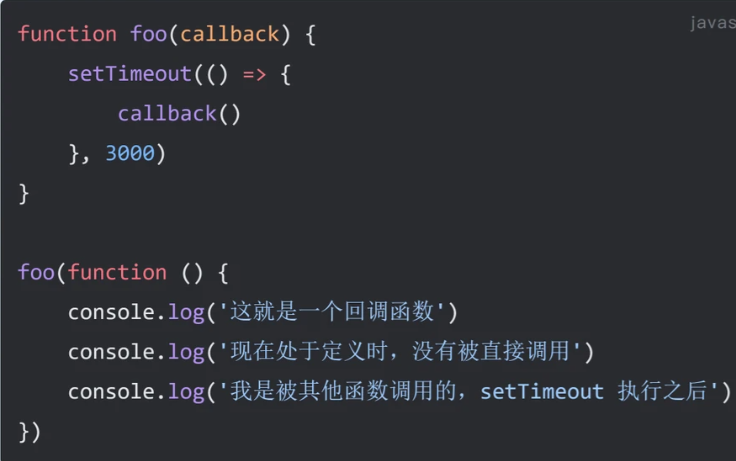 javas
function foo(callback) {
    setTimeout(() => {
        callback()
    }, 3000)
}
foo(function () {
    console.log('这就是一个回调函数')
    console.log('现在处于定义时，没有被直接调用')
    console.log('我是被其他函数调用的，setTimeout 执行之后')
})